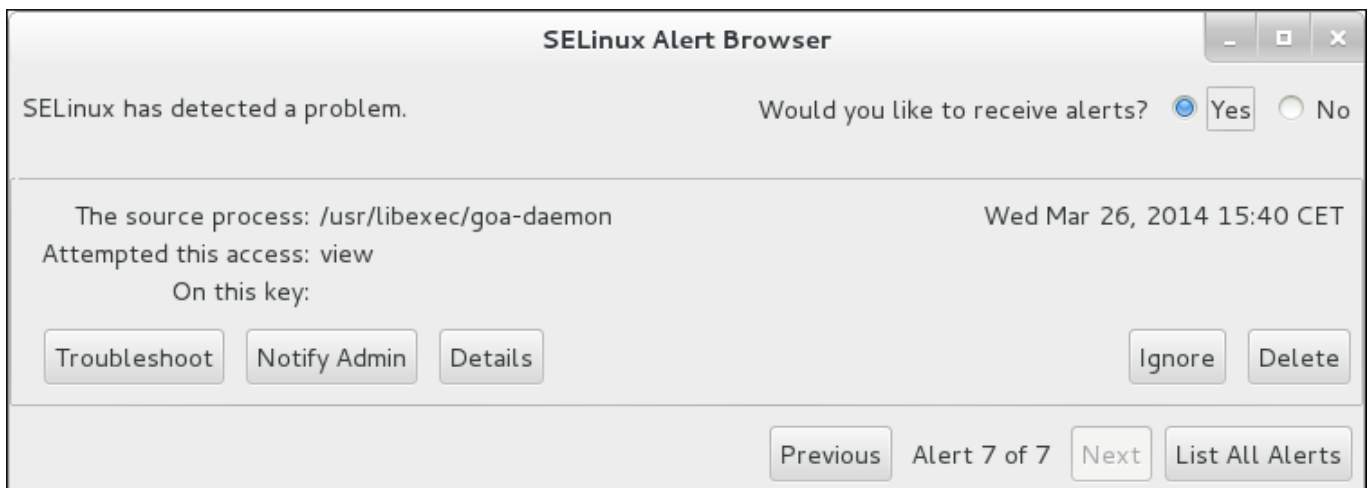 SELinux Alert Browser
SELinux has detected a problem.
Would you like to receive alerts? Yes No
The source process: /usr/libexec/goa-daemon
Wed Mar 26, 2014 15:40 CET
Attempted this access: view
On this key:
Troubleshoot Notify Admin Details Ignore Delete
Previous Alert 7 of 7 Next List All Alerts